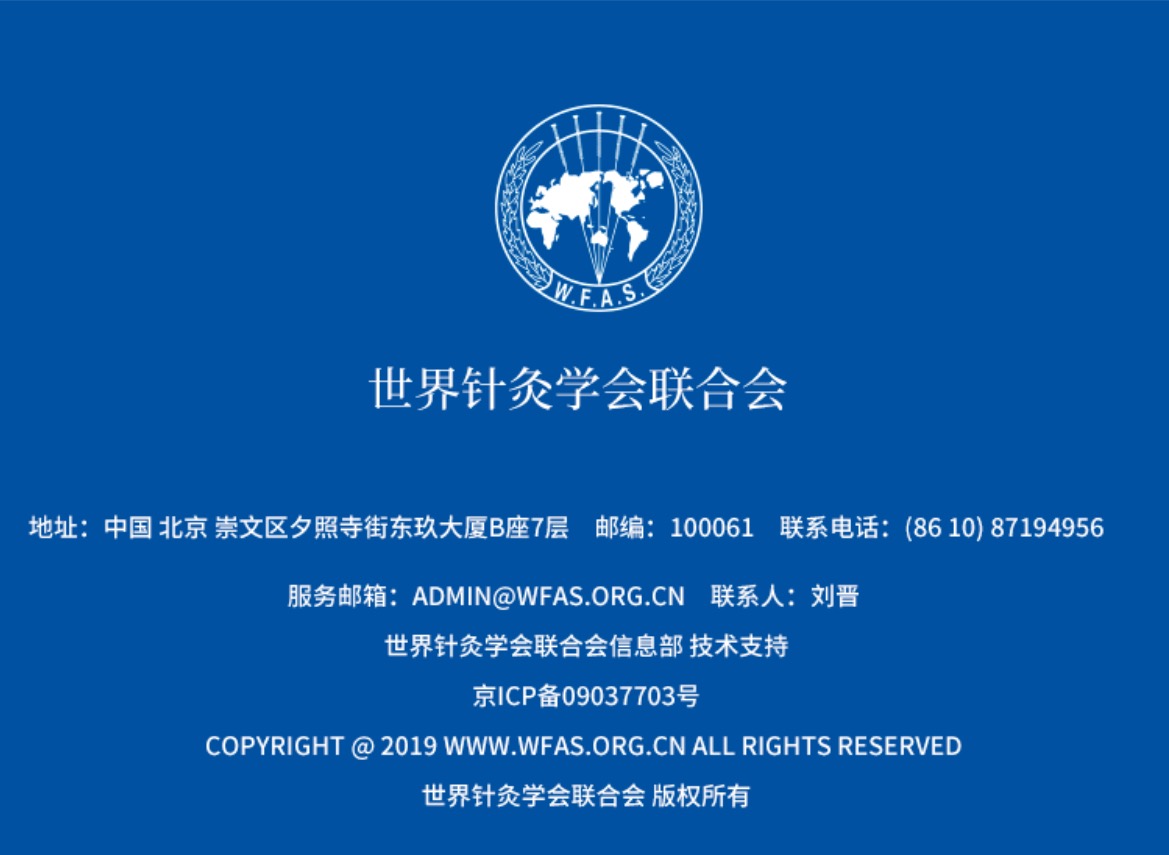 W.F.A.S.
世界针灸学会联合会
地址：中国 北京 崇文区夕照寺街东玖大厦B座7层 邮编：100061 联系电话：(86 10) 87194956
服务邮箱：ADMIN@WFAS.ORG.CN 联系人：刘晋
世界针灸学会联合会信息部 技术支持
京ICP备09037703号
COPYRIGHT @ 2019 WWW.WFAS.ORG.CN ALL RIGHTS RESERVED
世界针灸学会联合会 版权所有